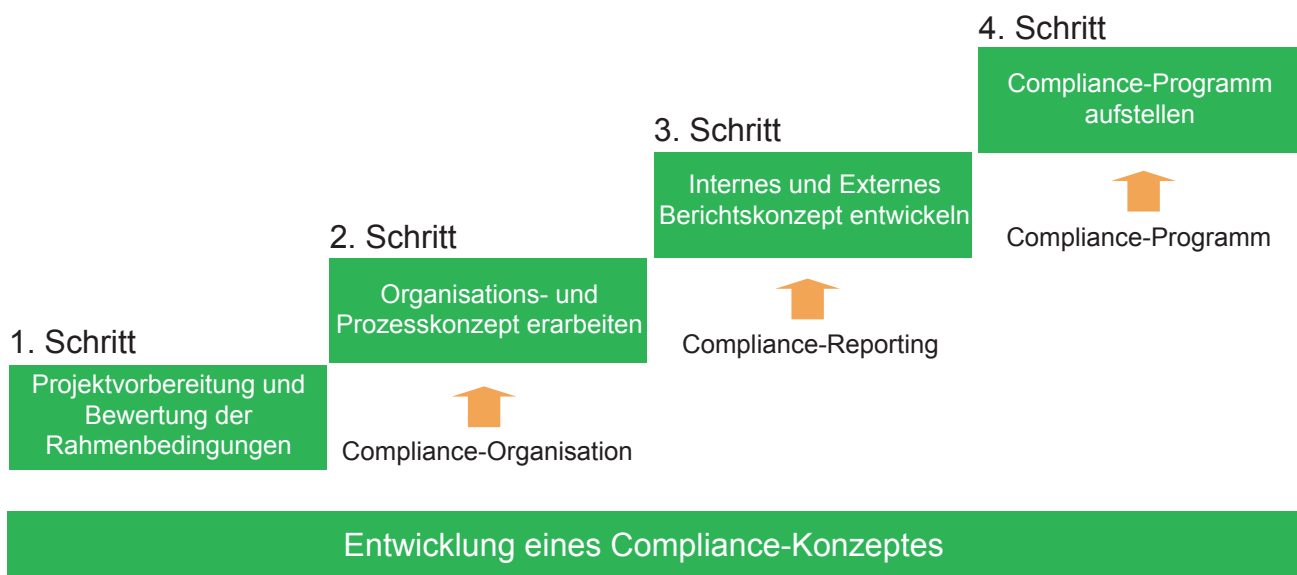 1. Schritt
Projektvorbereitung und
Bewertung der
Rahmenbedingungen
2. Schritt
Organisations- und
Prozesskonzept erarbeiten
Compliance-Organisation
3. Schritt
Internes und Externes
Berichtskonzept entwickeln
Compliance-Reporting
4. Schritt
Compliance-Programm
aufstellen
Compliance-Programm
Entwicklung eines Compliance-Konzeptes